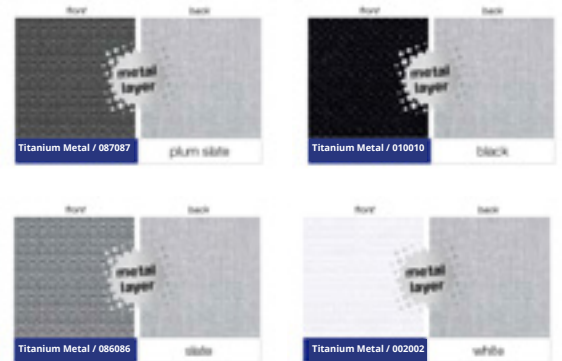 front back
front back
metal
layer
metal
layer
Titanium Metal / 087087 plum slate
Titanium Metal / 010010 black
front back
front back
metal
layer
metal
layer
Titanium Metal / 086086 slate
Titanium Metal / 002002 white